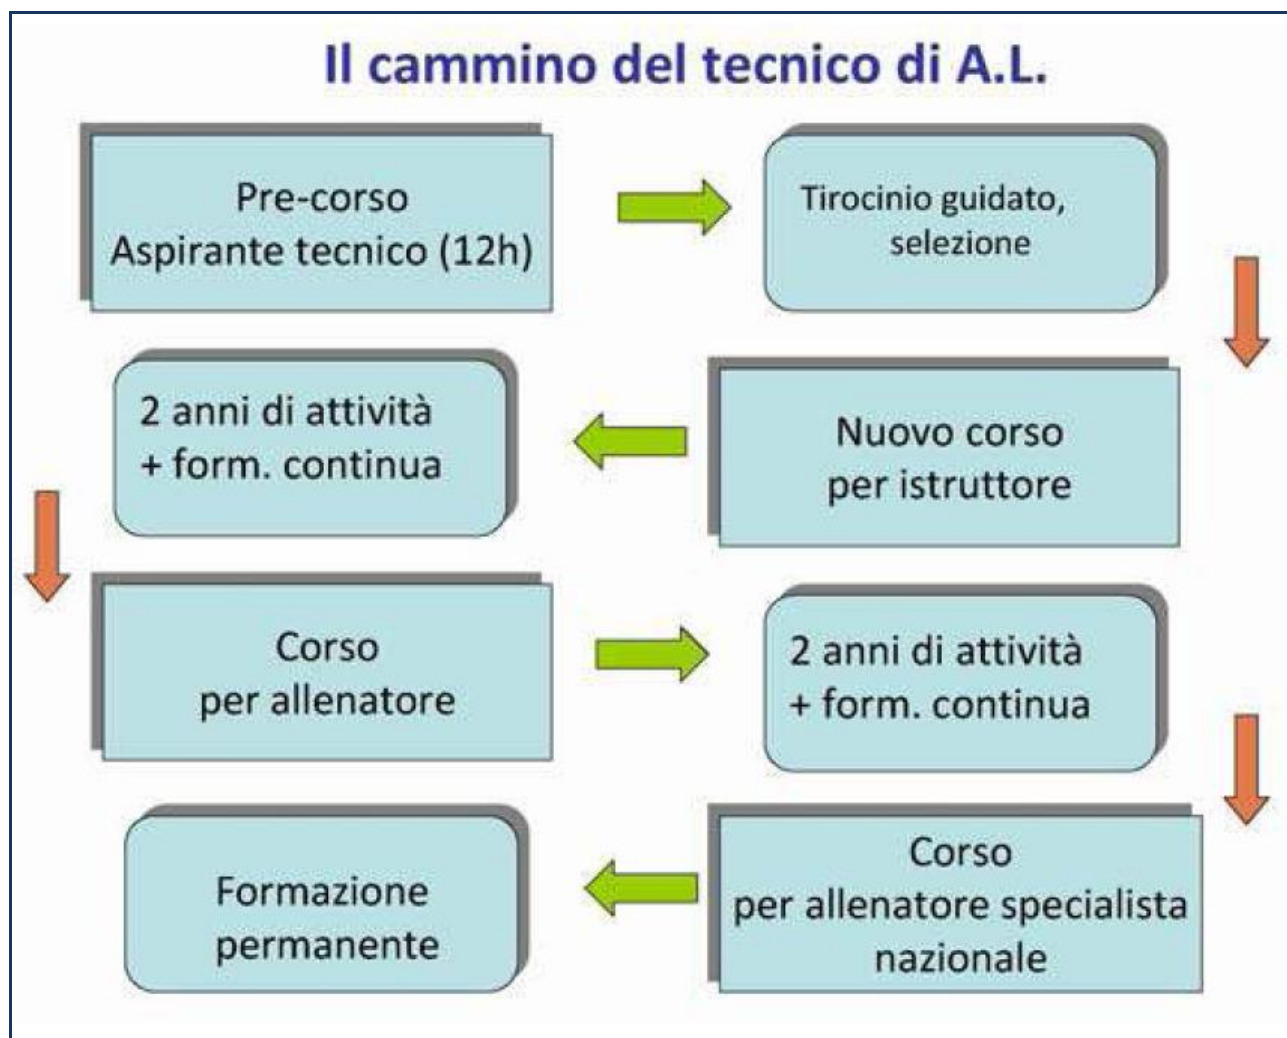 Il cammino del tecnico di A.L.
Pre-corso
Aspirante tecnico (12h)
Tirocinio guidato,
selezione
Nuovo corso
per istruttore
2 anni di attività
+ form. continua
Corso
per allenatore
2 anni di attività
+ form. continua
Corso
per allenatore specialista
nazionale
Formazione
permanente